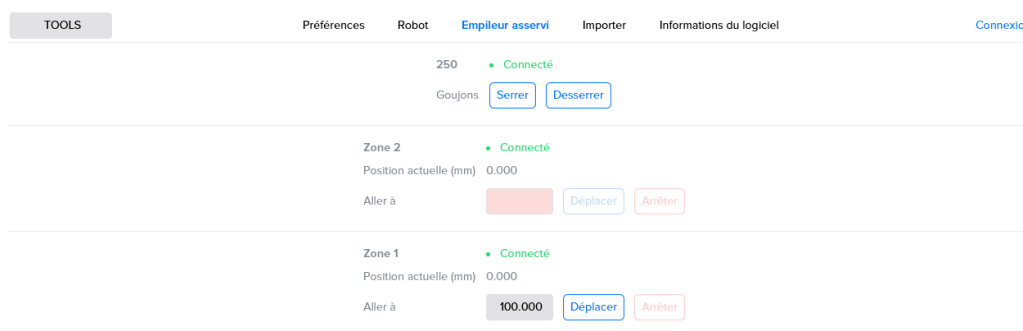 TOOLS Préférences Robot Empileur asservi Importer Informations du logiciel
250 Connecté
Goujons Serrer Desserrer
Zone 2 Connecté
Position actuelle (mm) 0.000
Aller à Déplacer Arrêter
Zone 1 Connecté
Position actuelle (mm) 0.000
Aller à 100.000 Déplacer Arrêter